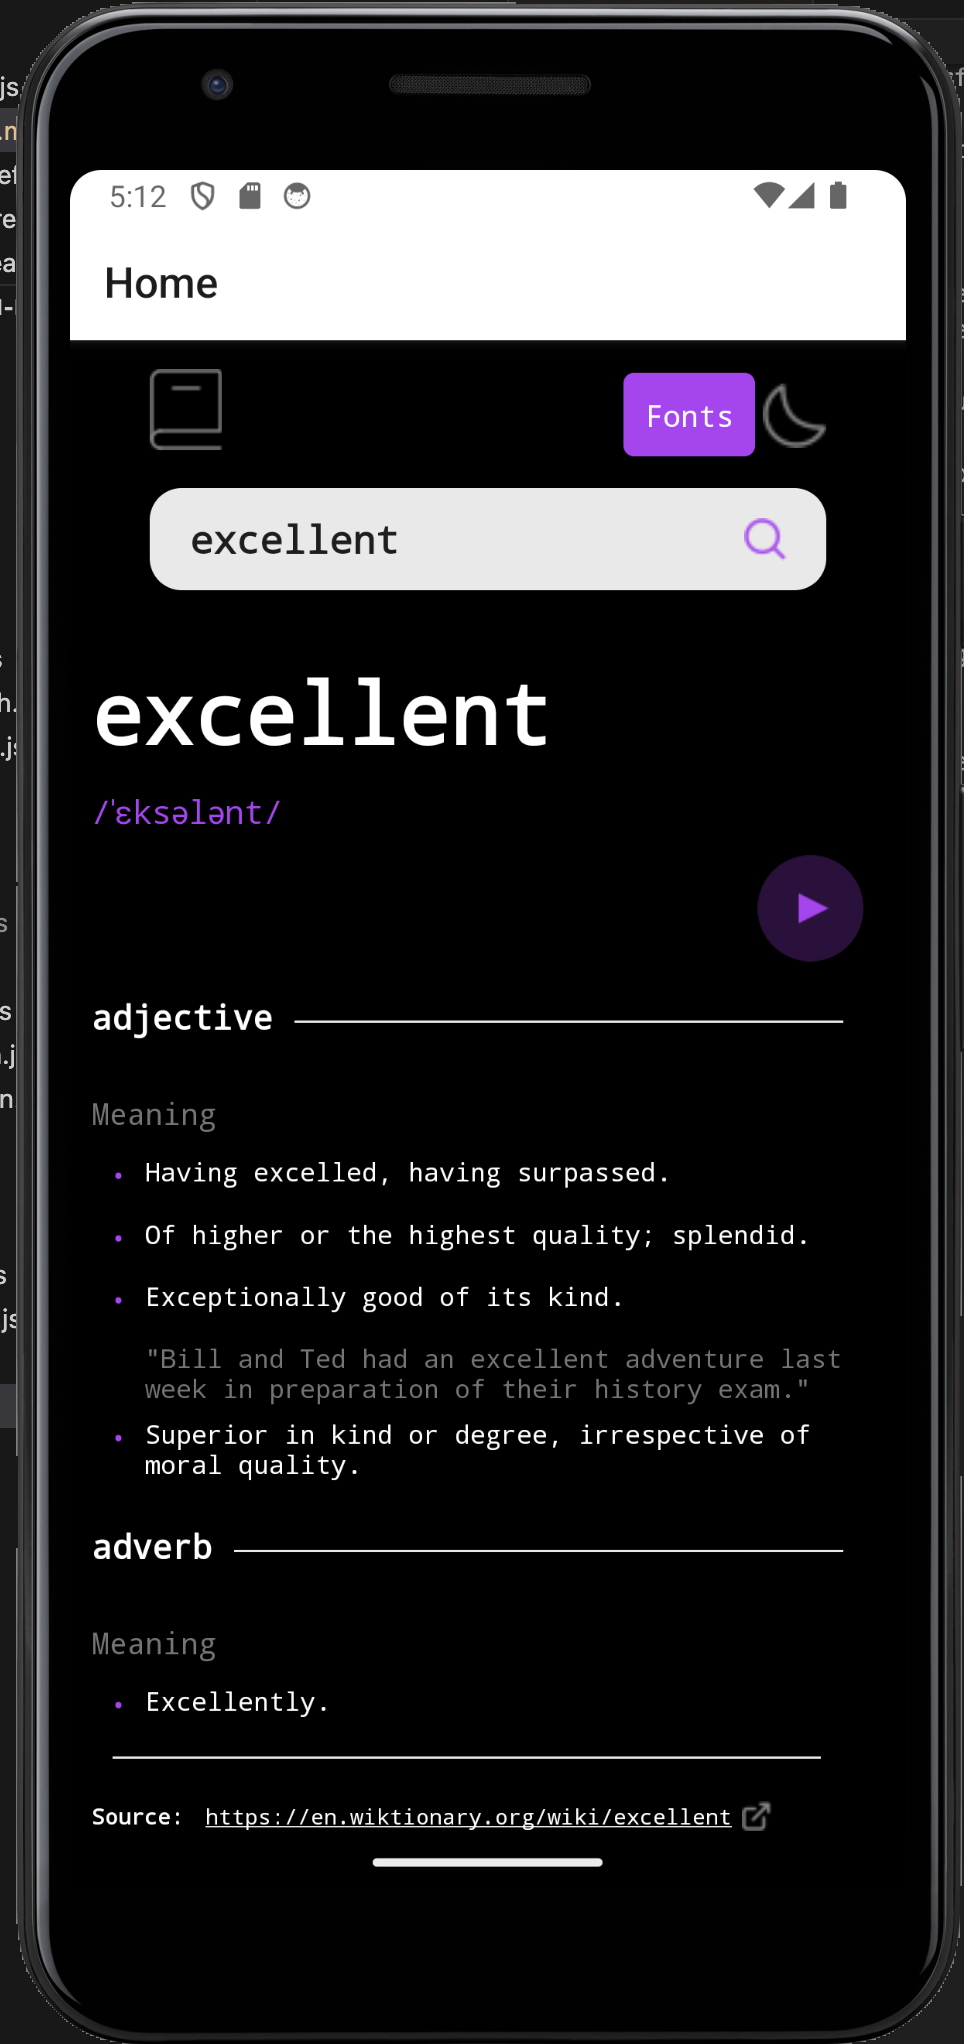 5:12
Home
Fonts
excellent
excellent
/ˈɛksələnt/
adjective
Meaning
• Having excelled, having surpassed.
• Of higher or the highest quality; splendid.
• Exceptionally good of its kind.
"Bill and Ted had an excellent adventure last
week in preparation of their history exam."
• Superior in kind or degree, irrespective of
moral quality.
adverb
Meaning
• Excellently.
Source: https://en.wiktionary.org/wiki/excellent